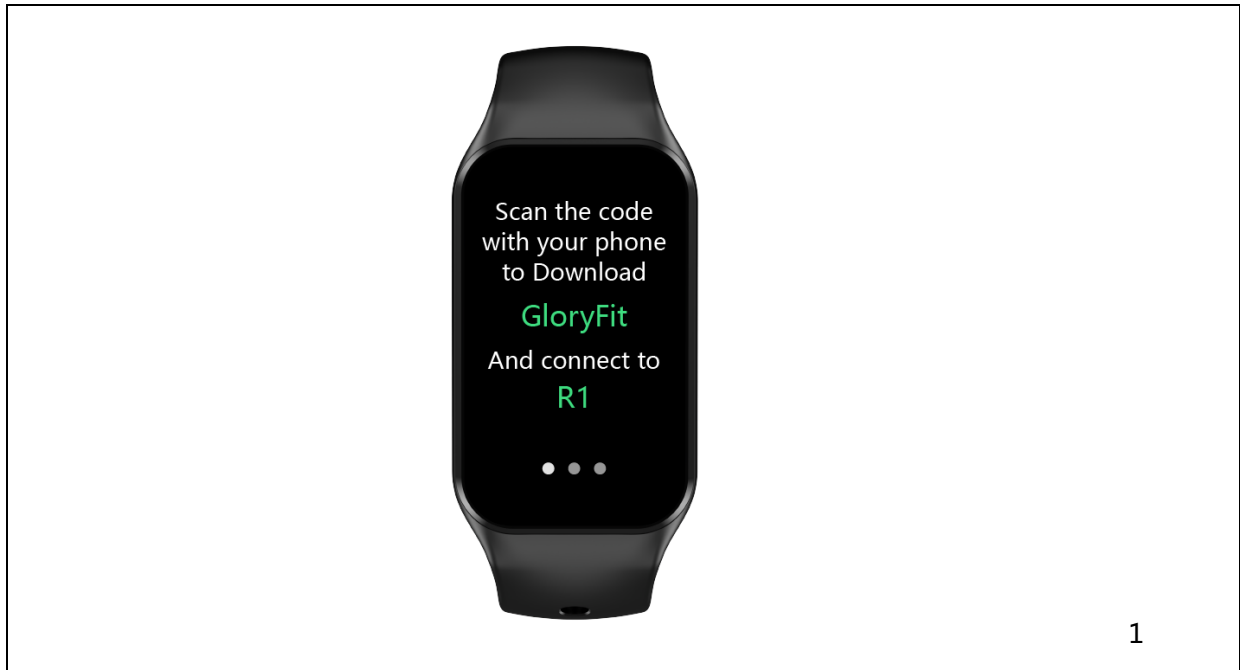 Scan the code
with your phone
to Download
GloryFit
And connect to
R1
1